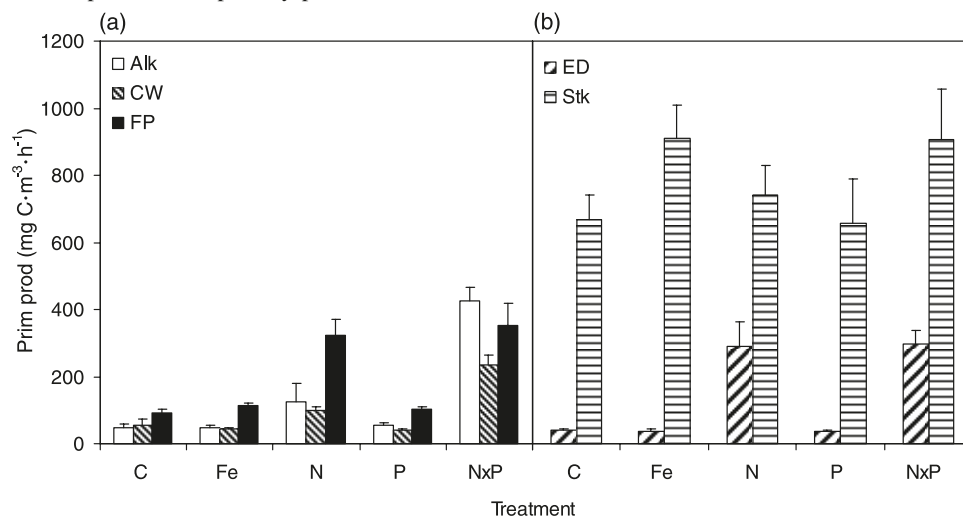 (a) (b)
1200
1000
800
600
400
200
0
Prim prod (mg C·m⁻³·h⁻¹)
Alk
CW
FP
ED
Stk
C Fe N P NxP C Fe N P NxP
Treatment